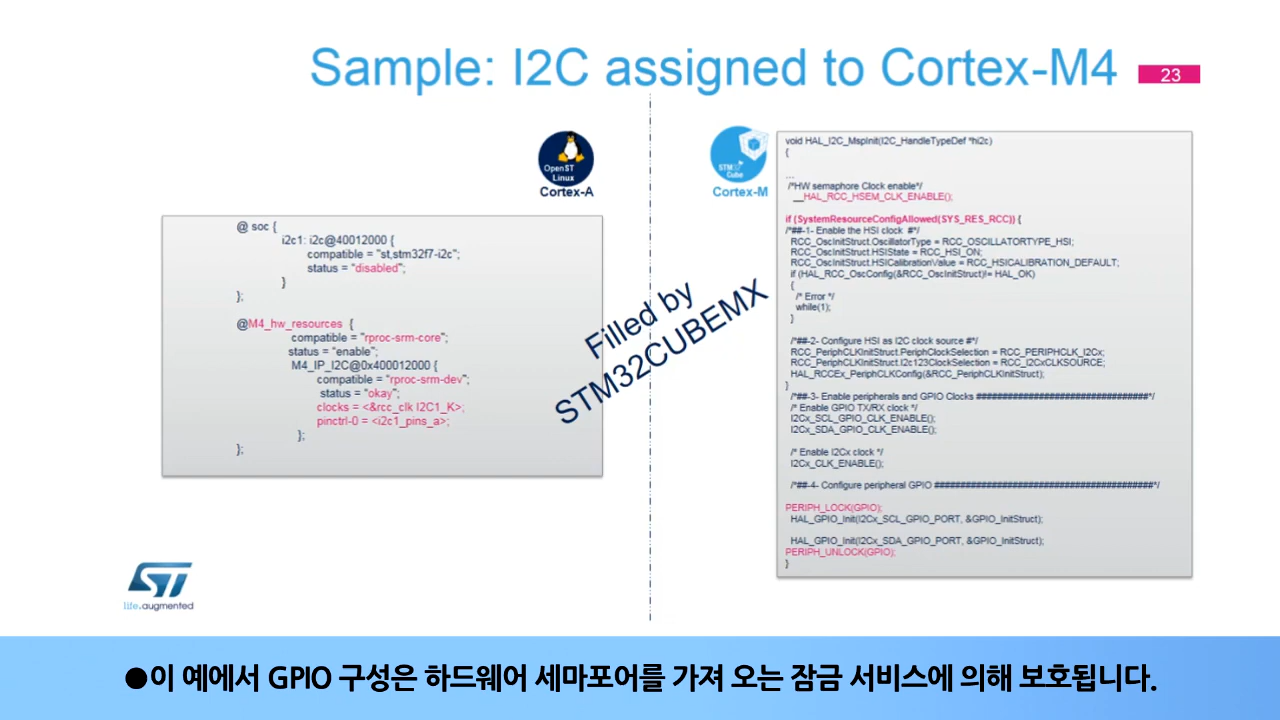 Sample: I2C assigned to Cortex-M4
23
OpenST
Linux
Cortex-A
@ soc {
i2c1: i2c@40012000 {
compatible = "st,stm32f7-i2c";
status = "disabled";
}
};
@M4_hw_resources {
compatible = "rproc-srm-core";
status = "enable";
M4_IP_I2C@0x400012000 {
compatible = "rproc-srm-dev";
status = "okay";
clocks = <&rcc_clk I2C1_K>;
pinctrl-0 = <i2c1_pins_a>;
};
};
Filled by
STM32CUBEMX
STM32
Cube
Cortex-M
void HAL_I2C_MspInit(I2C_HandleTypeDef *hi2c)
{
...
/*HW semaphore Clock enable*/
__HAL_RCC_HSEM_CLK_ENABLE();
if (SystemResourceConfigAllowed(SYS_RES_RCC)) {
/*##-1- Enable the HSI clock #*/
RCC_OscInitStruct.OscillatorType = RCC_OSCILLATORTYPE_HSI;
RCC_OscInitStruct.HSIState = RCC_HSI_ON;
RCC_OscInitStruct.HSICalibrationValue = RCC_HSICALIBRATION_DEFAULT;
if (HAL_RCC_OscConfig(&RCC_OscInitStruct)!= HAL_OK)
{
/* Error */
while(1);
}
/*##-2- Configure HSI as I2C clock source #*/
RCC_PeriphCLKInitStruct.PeriphClockSelection = RCC_PERIPHCLK_I2Cx;
RCC_PeriphCLKInitStruct.I2c123ClockSelection = RCC_I2CxCLKSOURCE;
HAL_RCCEx_PeriphCLKConfig(&RCC_PeriphCLKInitStruct);
}
/*##-3- Enable peripherals and GPIO Clocks #################################*/
/* Enable GPIO TX/RX clock */
I2Cx_SCL_GPIO_CLK_ENABLE();
I2Cx_SDA_GPIO_CLK_ENABLE();
/* Enable I2Cx clock */
I2Cx_CLK_ENABLE();
/*##-4- Configure peripheral GPIO ##########################################*/
PERIPH_LOCK(GPIO);
HAL_GPIO_Init(I2Cx_SCL_GPIO_PORT, &GPIO_InitStruct);
HAL_GPIO_Init(I2Cx_SDA_GPIO_PORT, &GPIO_InitStruct);
PERIPH_UNLOCK(GPIO);
}
ST
life.augmented
●이 예에서 GPIO 구성은 하드웨어 세마포어를 가져 오는 잠금 서비스에 의해 보호됩니다.